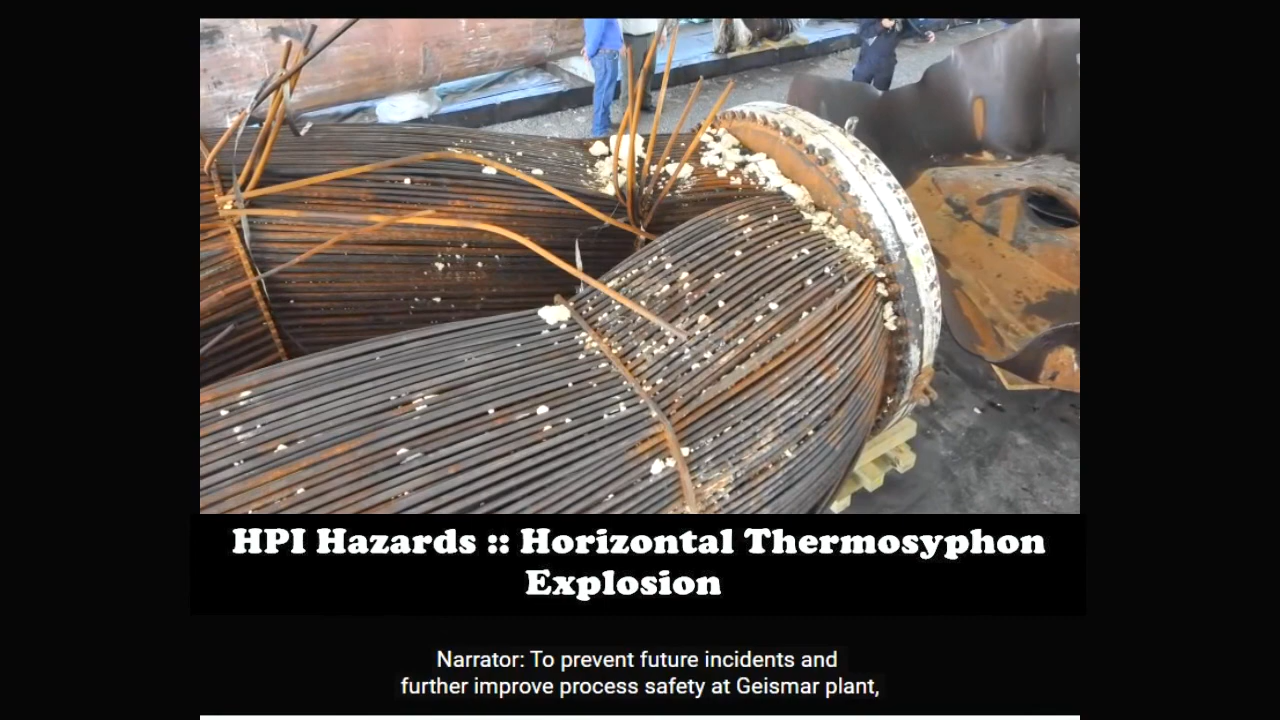 HPI Hazards :: Horizontal Thermosyphon
Explosion
Narrator: To prevent future incidents and
further improve process safety at Geismar plant,